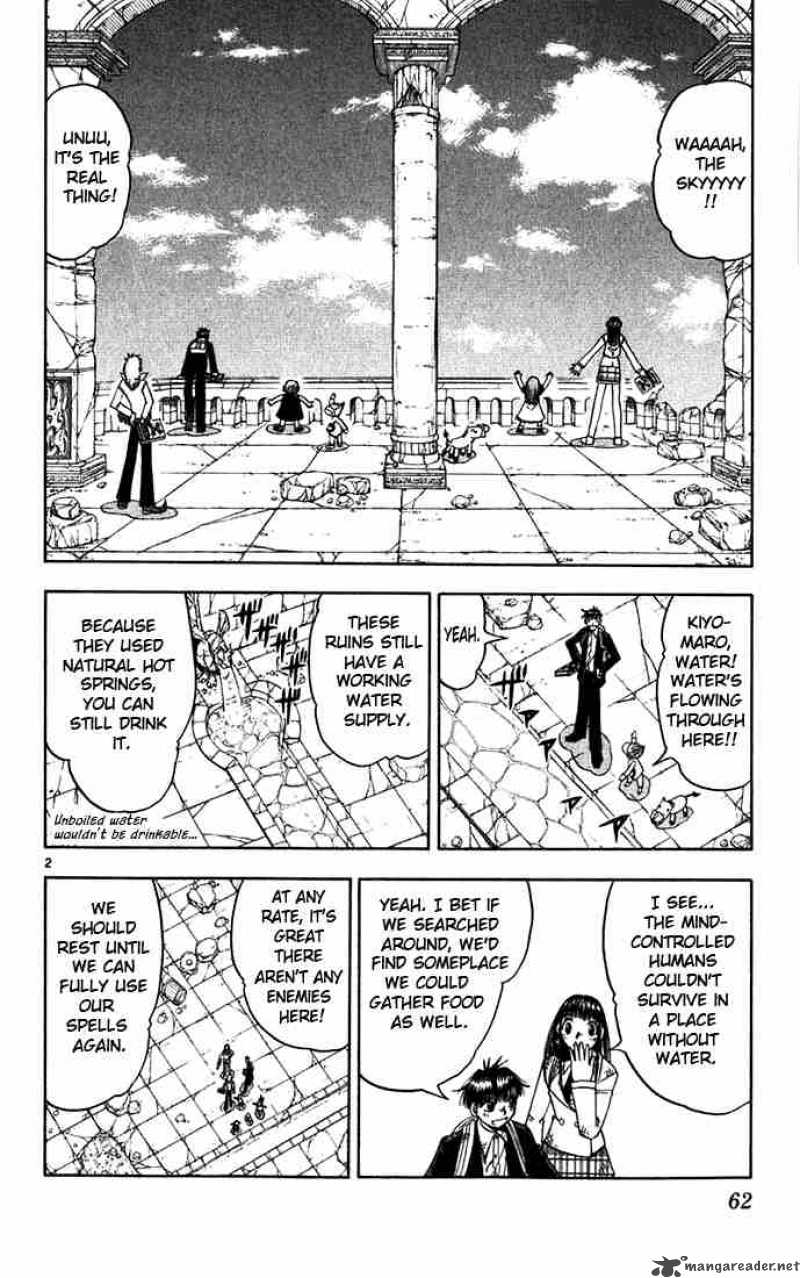 WAAAAH,
THE
SKYYYYY
!!
UNUU,
IT'S THE
REAL
THING!
KIYO-
MARO,
WATER!
WATER'S
FLOWING
THROUGH
HERE!!
YEAH.
THESE
RUINS STILL
HAVE A
WORKING
WATER
SUPPLY.
BECAUSE
THEY USED
NATURAL HOT
SPRINGS,
YOU CAN
STILL DRINK
IT.
Unboiled water
wouldn't be drinkable...
2
I SEE...
THE MIND-
CONTROLLED
HUMANS
COULDN'T
SURVIVE IN
A PLACE
WITHOUT
WATER.
YEAH. I BET IF
WE SEARCHED
AROUND, WE'D
FIND SOMEPLACE
WE COULD
GATHER FOOD
AS WELL.
AT ANY
RATE, IT'S
GREAT
THERE
AREN'T ANY
ENEMIES
HERE!
WE
SHOULD
REST UNTIL
WE CAN
FULLY USE
OUR
SPELLS
AGAIN.
62
mangareader.net